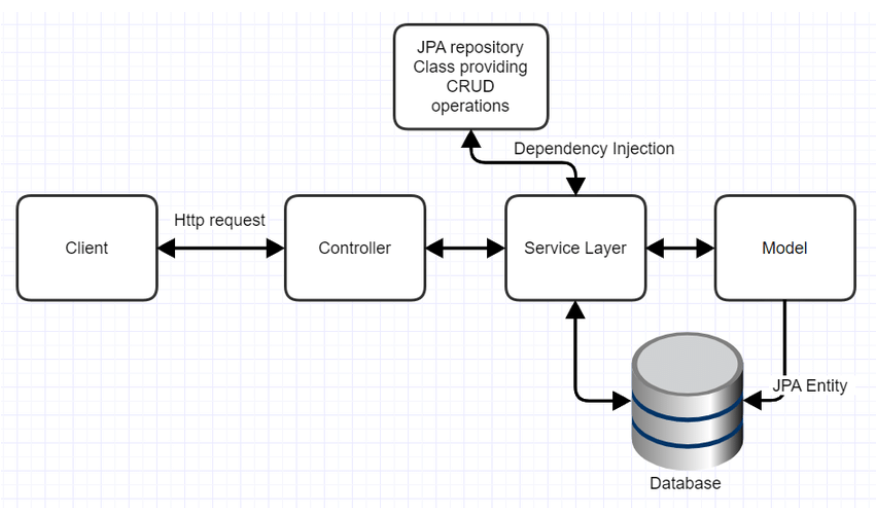 JPA repository
Class providing
CRUD
operations
Dependency Injection
Http request
Client
Controller
Service Layer
Model
JPA Entity
Database